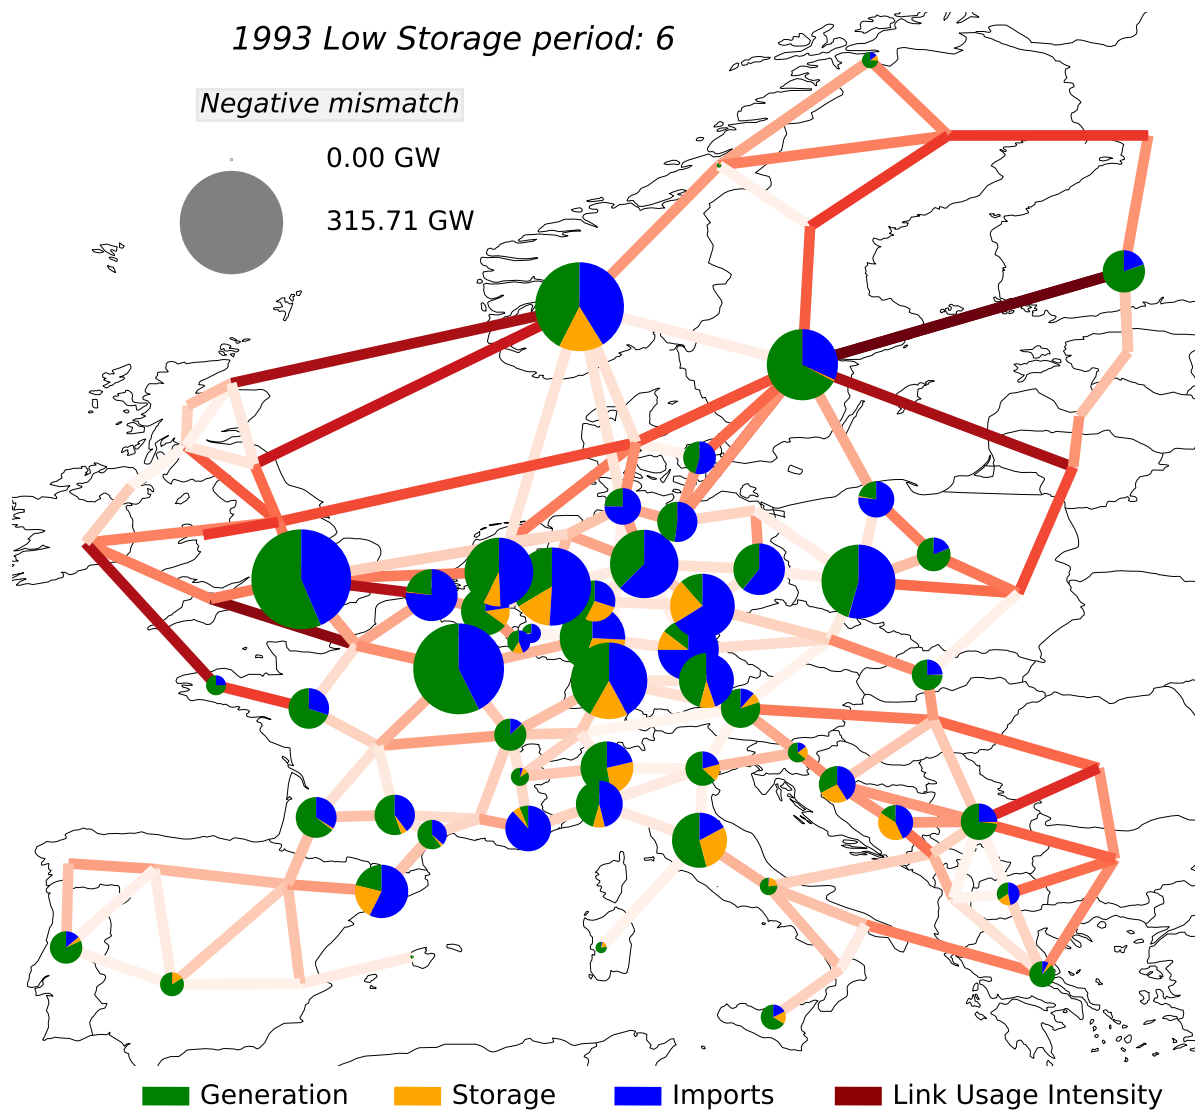 1993 Low Storage period: 6
Negative mismatch
0.00 GW
315.71 GW
Generation
Storage
Imports
Link Usage Intensity